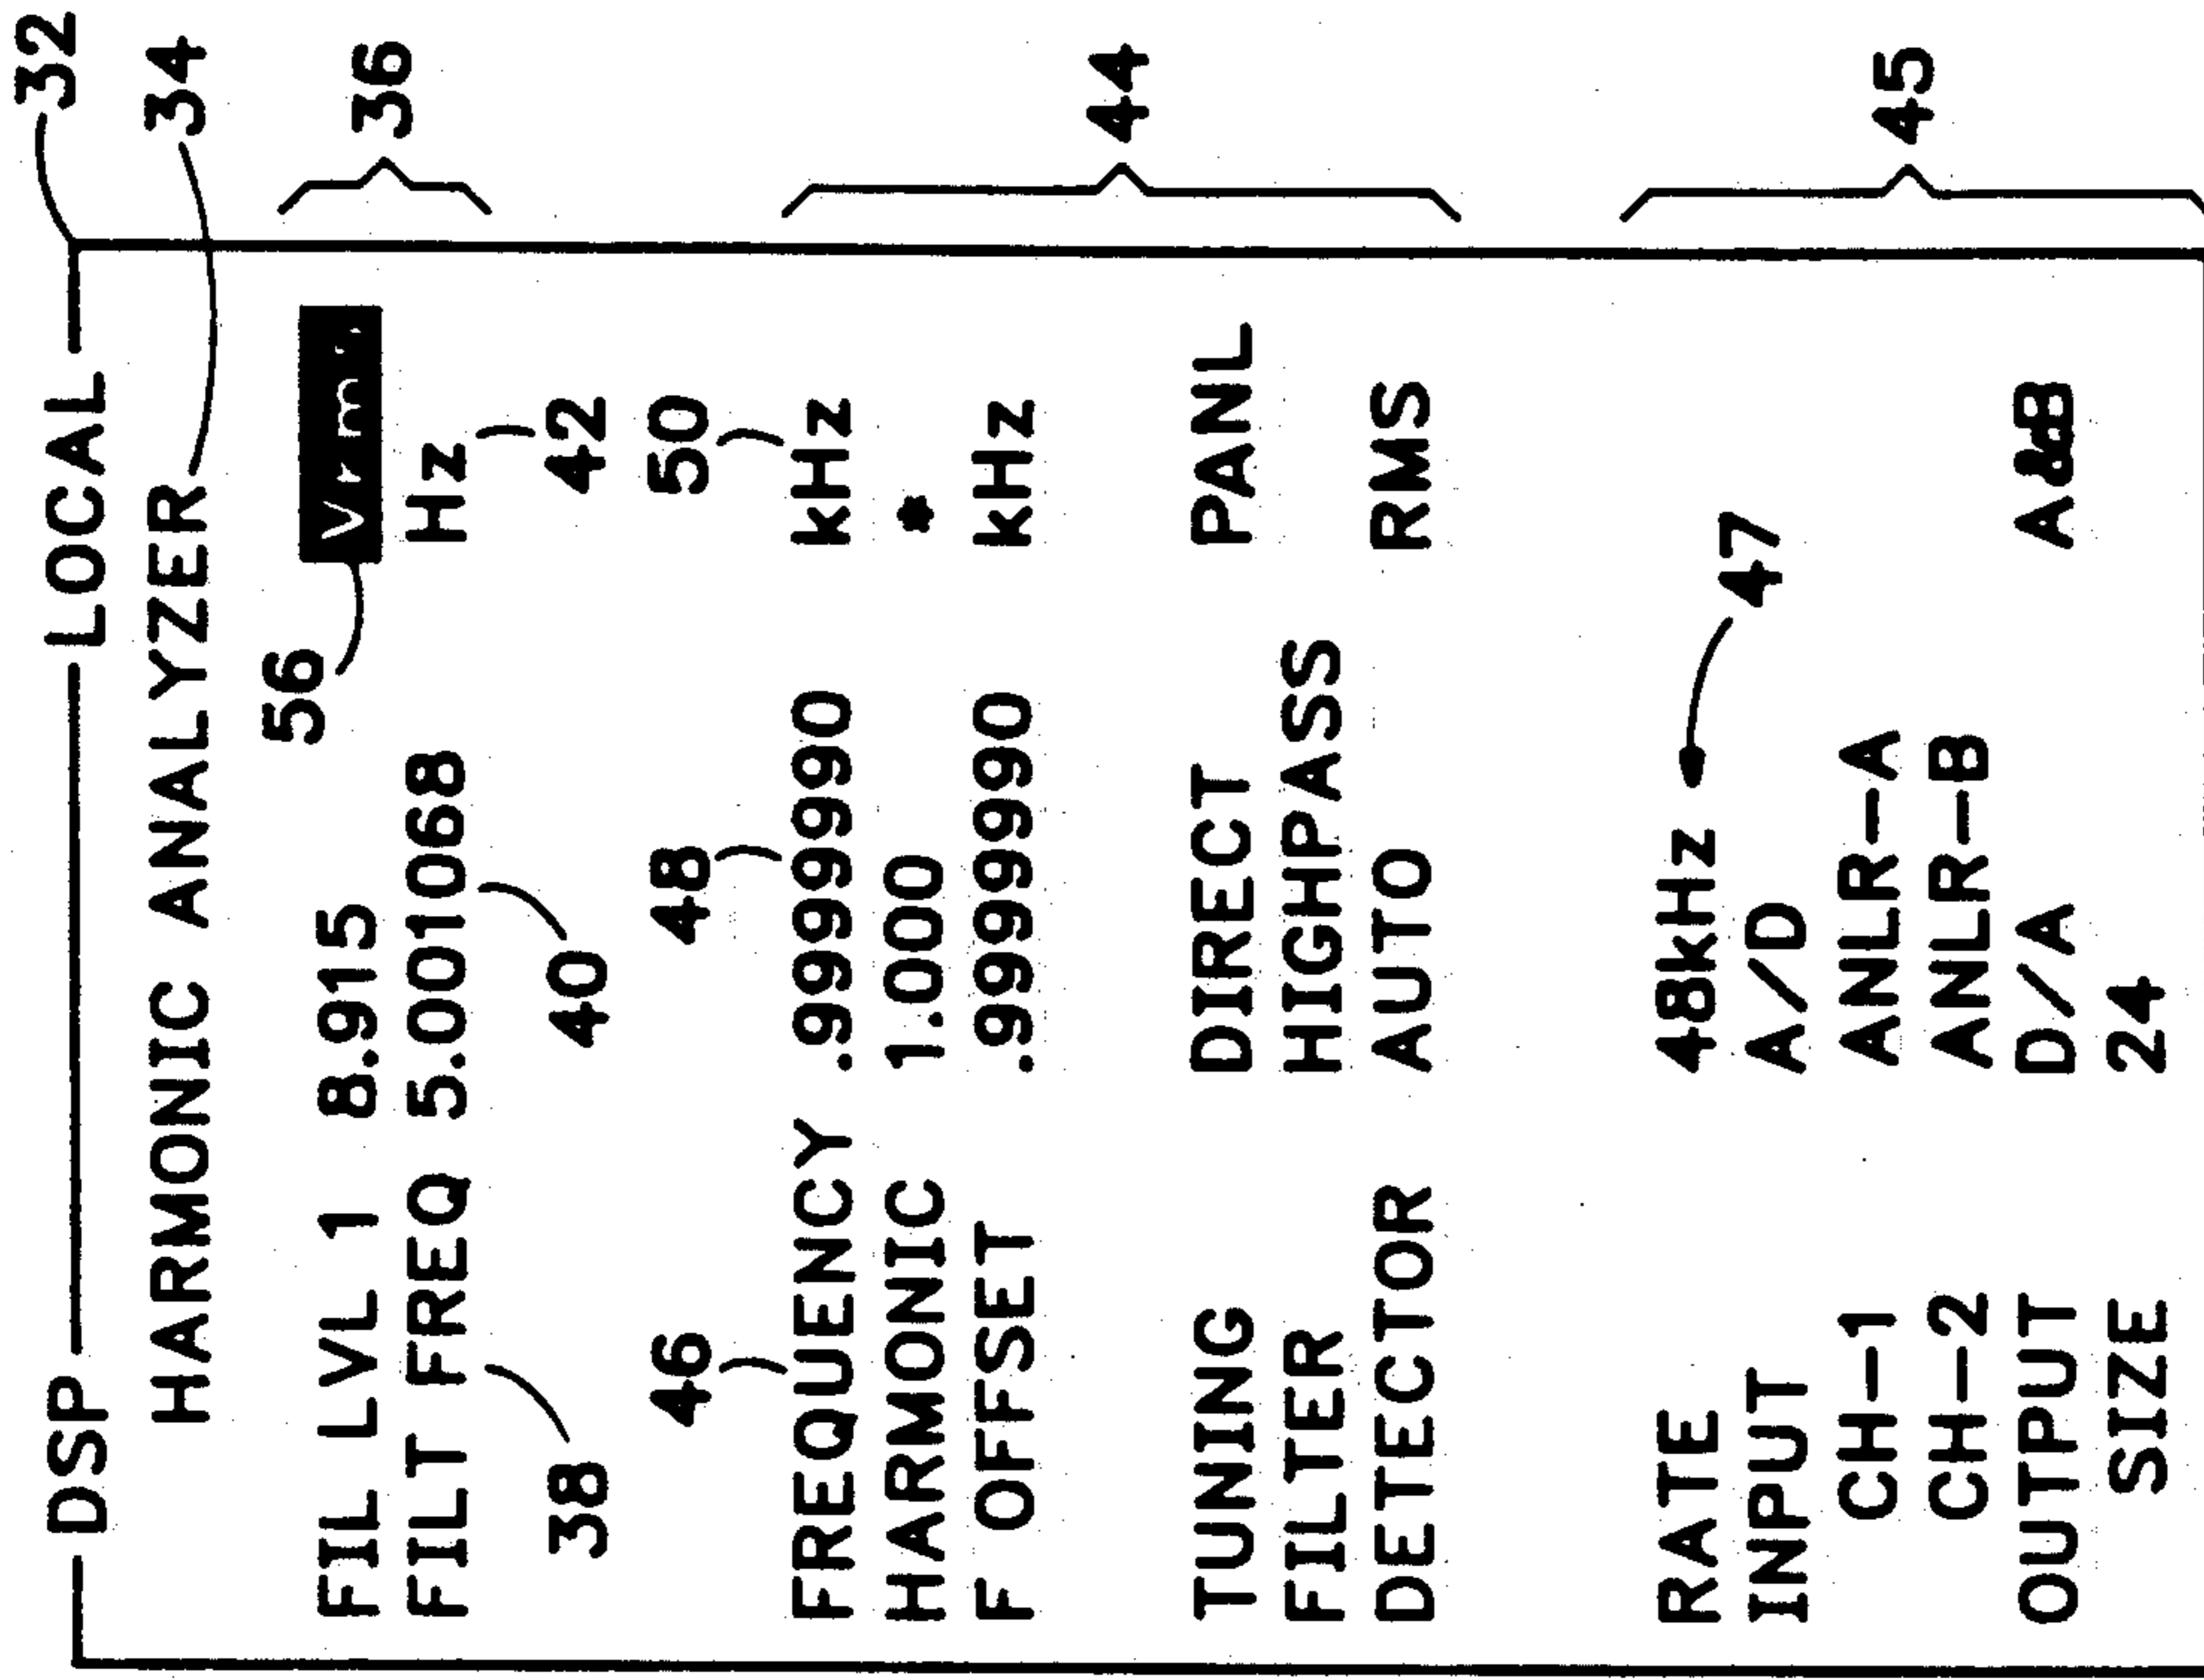 32
DSP LOCAL
34
HARMONIC ANALYZER
56
FIL LVL 1 8.915 Vrms
36
FILT FREQ 5.001068 Hz
38 40 42
46 48 50
FREQUENCY .9999990 kHz
HARMONIC 1.000 *
F OFFSET .9999990 kHz
44
TUNING DIRECT PANL
FILTER HIGHPASS
DETECTOR AUTO RMS
47
RATE 48kHz
INPUT A/D
CH-1 ANLR-A
45
CH-2 ANLR-B
OUTPUT D/A A&B
SIZE 24